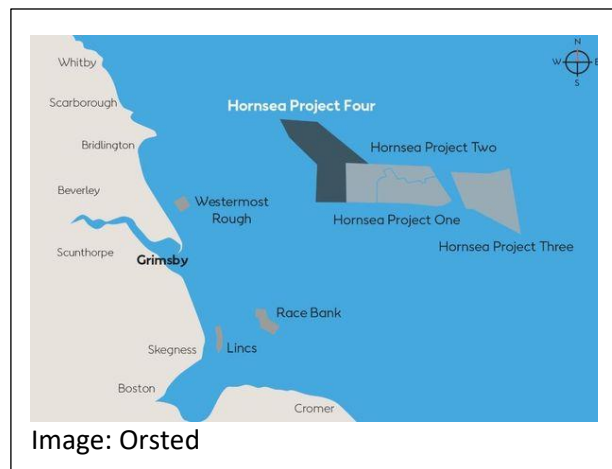 N
W E
S
Whitby
Scarborough
Hornsea Project Four
Bridlington
Hornsea Project Two
Beverley
Westermost
Rough
Hornsea Project One
Hornsea Project Three
Scunthorpe
Grimsby
Race Bank
Skegness
Lincs
Boston
Cromer
Image: Orsted